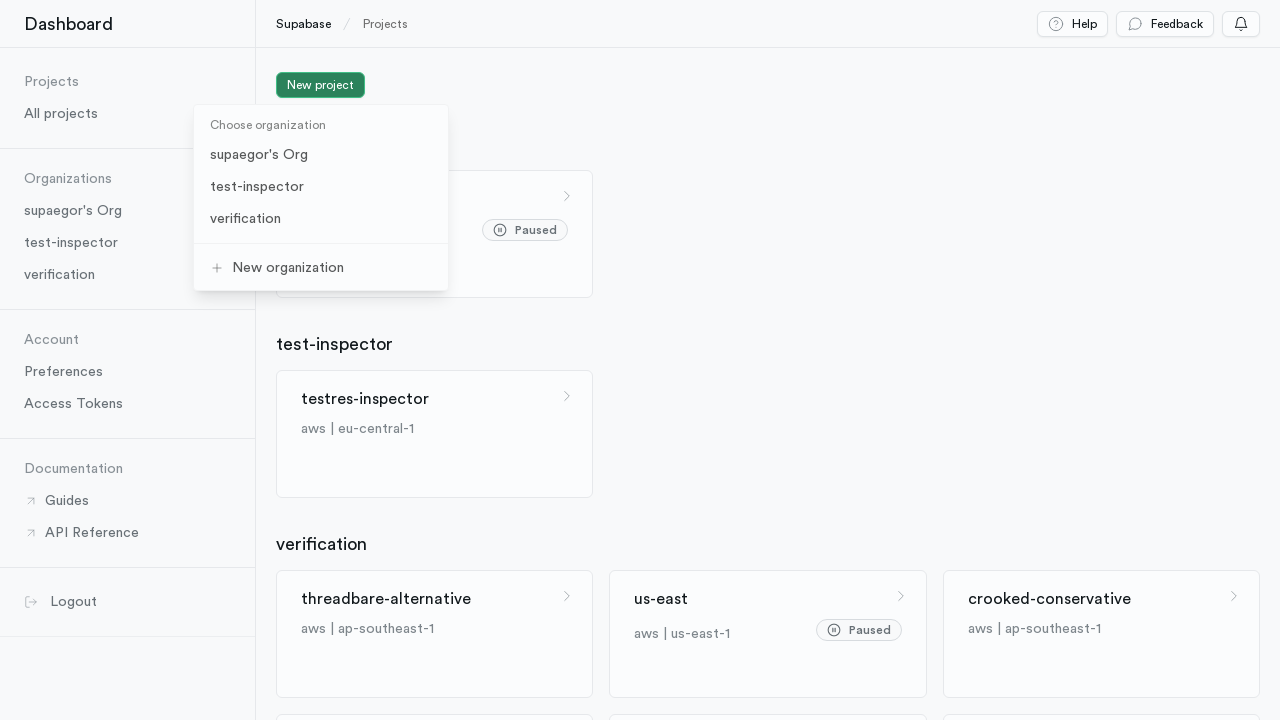 Dashboard
Supabase / Projects
Help
Feedback
Projects
All projects
Organizations
supaegor's Org
test-inspector
verification
Account
Preferences
Access Tokens
Documentation
Guides
API Reference
Logout
New project
Choose organization
supaegor's Org
test-inspector
verification
New organization
Paused
test-inspector
testres-inspector
aws | eu-central-1
verification
threadbare-alternative
aws | ap-southeast-1
us-east
aws | us-east-1
Paused
crooked-conservative
aws | ap-southeast-1